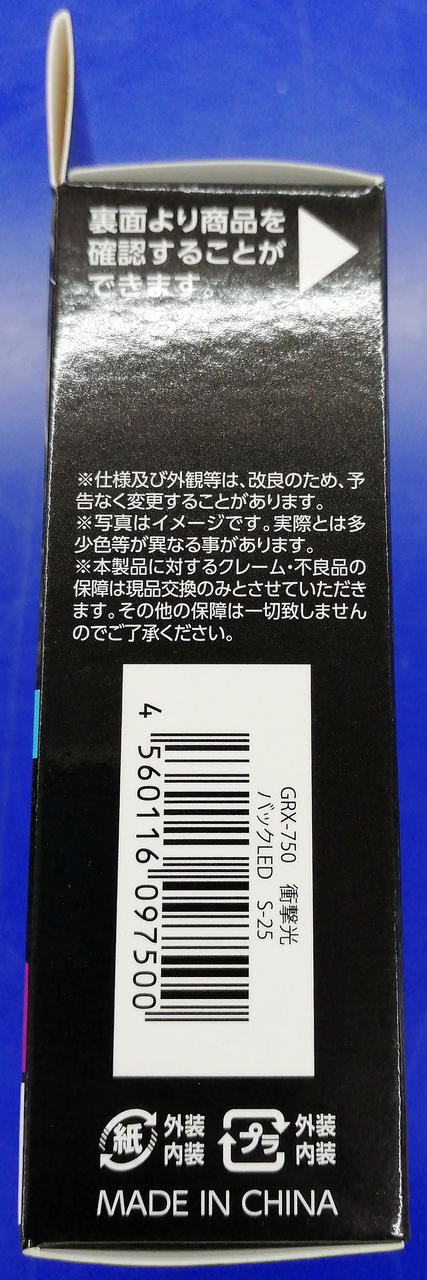 裏面より商品を
確認することが
できます。
※仕様及び外観等は、改良のため、予
告なく変更することがあります。
※写真はイメージです。実際とは多
少色等が異なる事があります。
※本製品に対するクレーム・不良品の
保障は現品交換のみとさせていただき
ます。その他の保障は一切致しません
のでご了承ください。
GRX-750 衝撃光
バックLED S-25
4 560116 097500
紙 外装
内装
プラ 外装
内装
MADE IN CHINA